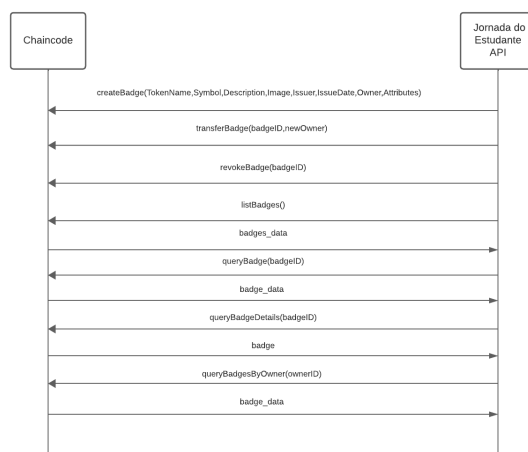 Chaincode
Jornada do
Estudante
API
createBadge(TokenName,Symbol,Description,Image,Issuer,IssueDate,Owner,Attributes)
transferBadge(badgeID,newOwner)
revokeBadge(badgeID)
listBadges()
badges_data
queryBadge(badgeID)
badge_data
queryBadgeDetails(badgeID)
badge
queryBadgesByOwner(ownerID)
badge_data